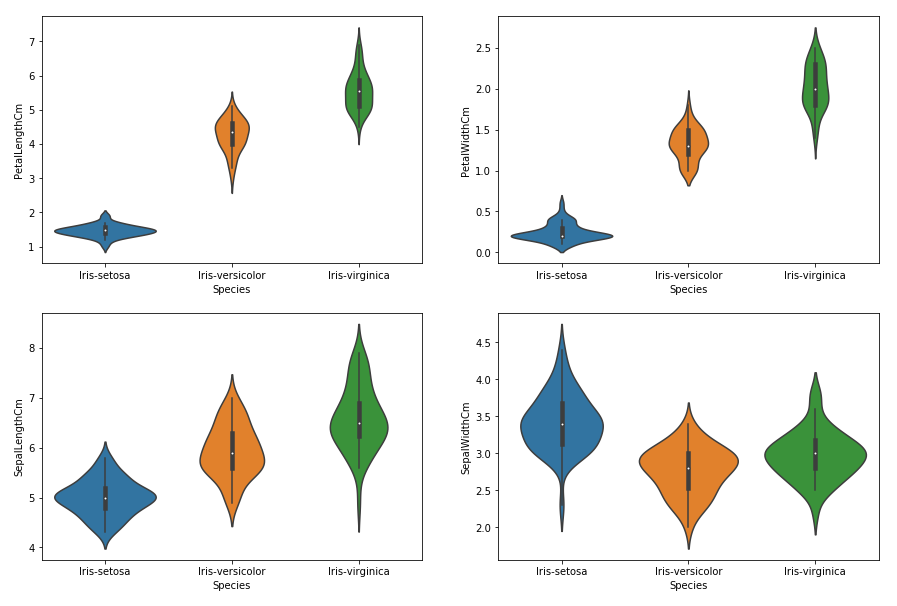 PetalLengthCm
7
6
5
4
3
2
1
Iris-setosa Iris-versicolor Iris-virginica
Species
PetalWidthCm
2.5
2.0
1.5
1.0
0.5
0.0
Iris-setosa Iris-versicolor Iris-virginica
Species
SepalLengthCm
8
7
6
5
4
Iris-setosa Iris-versicolor Iris-virginica
Species
SepalWidthCm
4.5
4.0
3.5
3.0
2.5
2.0
Iris-setosa Iris-versicolor Iris-virginica
Species